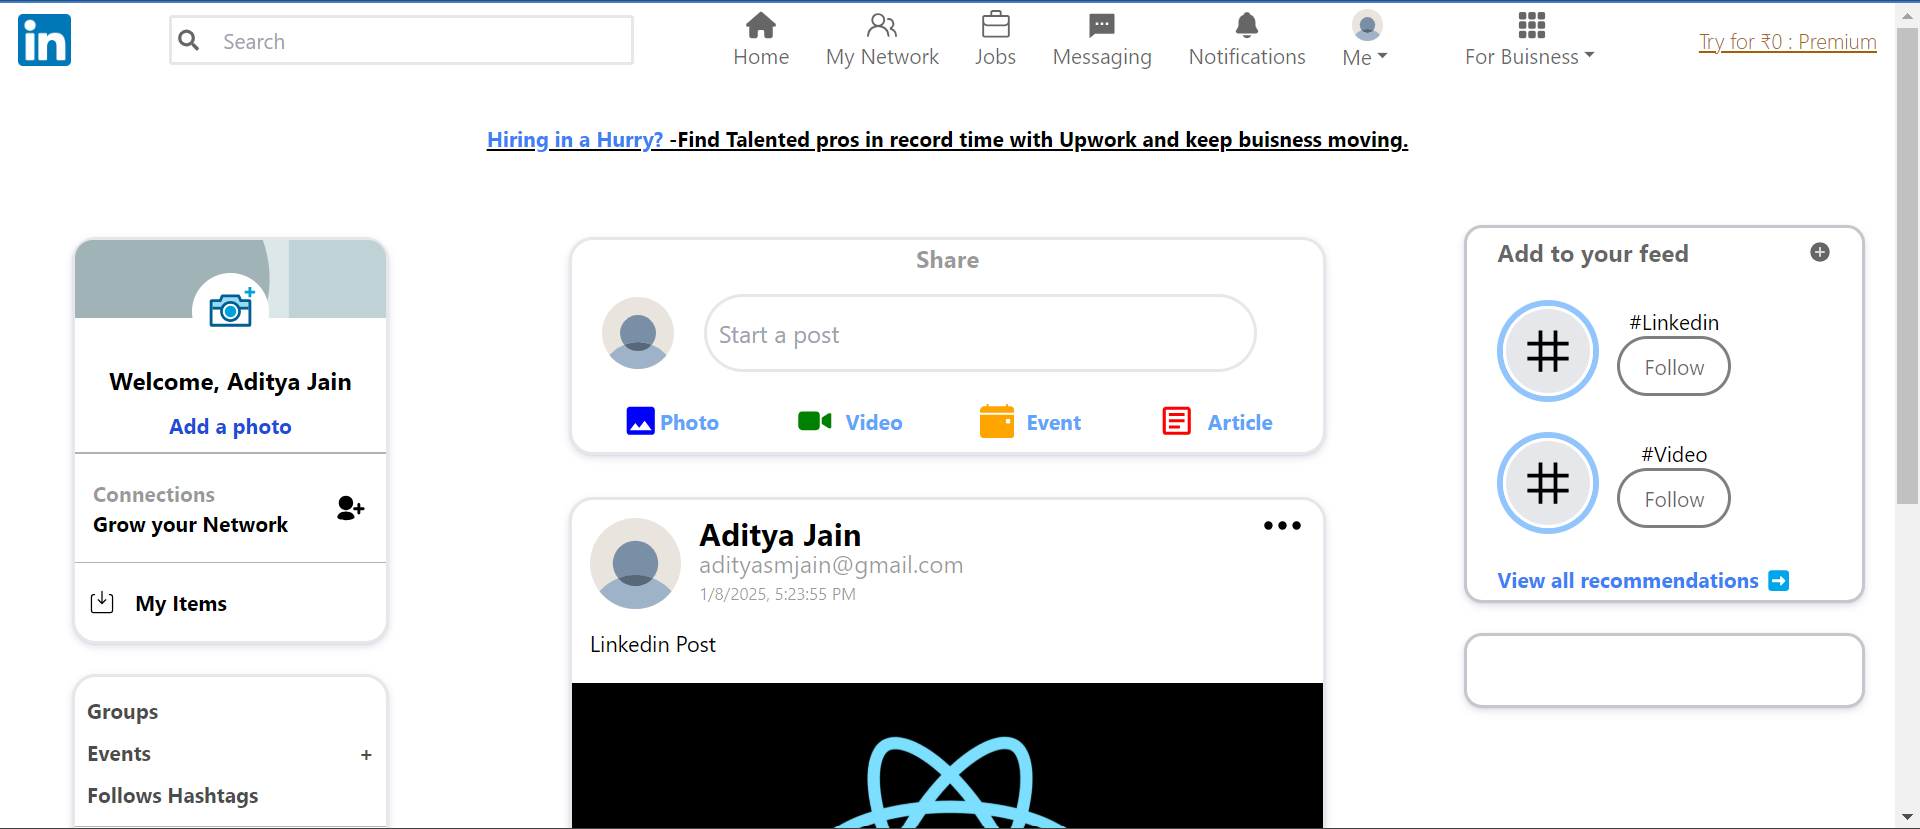 in
Search
Home
My Network
Jobs
Messaging
Notifications
Me
For Buisness
Try for ₹0 : Premium
Hiring in a Hurry? -Find Talented pros in record time with Upwork and keep buisness moving.
Welcome, Aditya Jain
Add a photo
Connections
Grow your Network
My Items
Groups
Events +
Follows Hashtags
Share
Start a post
Photo
Video
Event
Article
Aditya Jain
adityasmjain@gmail.com
1/8/2025, 5:23:55 PM
Linkedin Post
Add to your feed
#Linkedin
Follow
#Video
Follow
View all recommendations